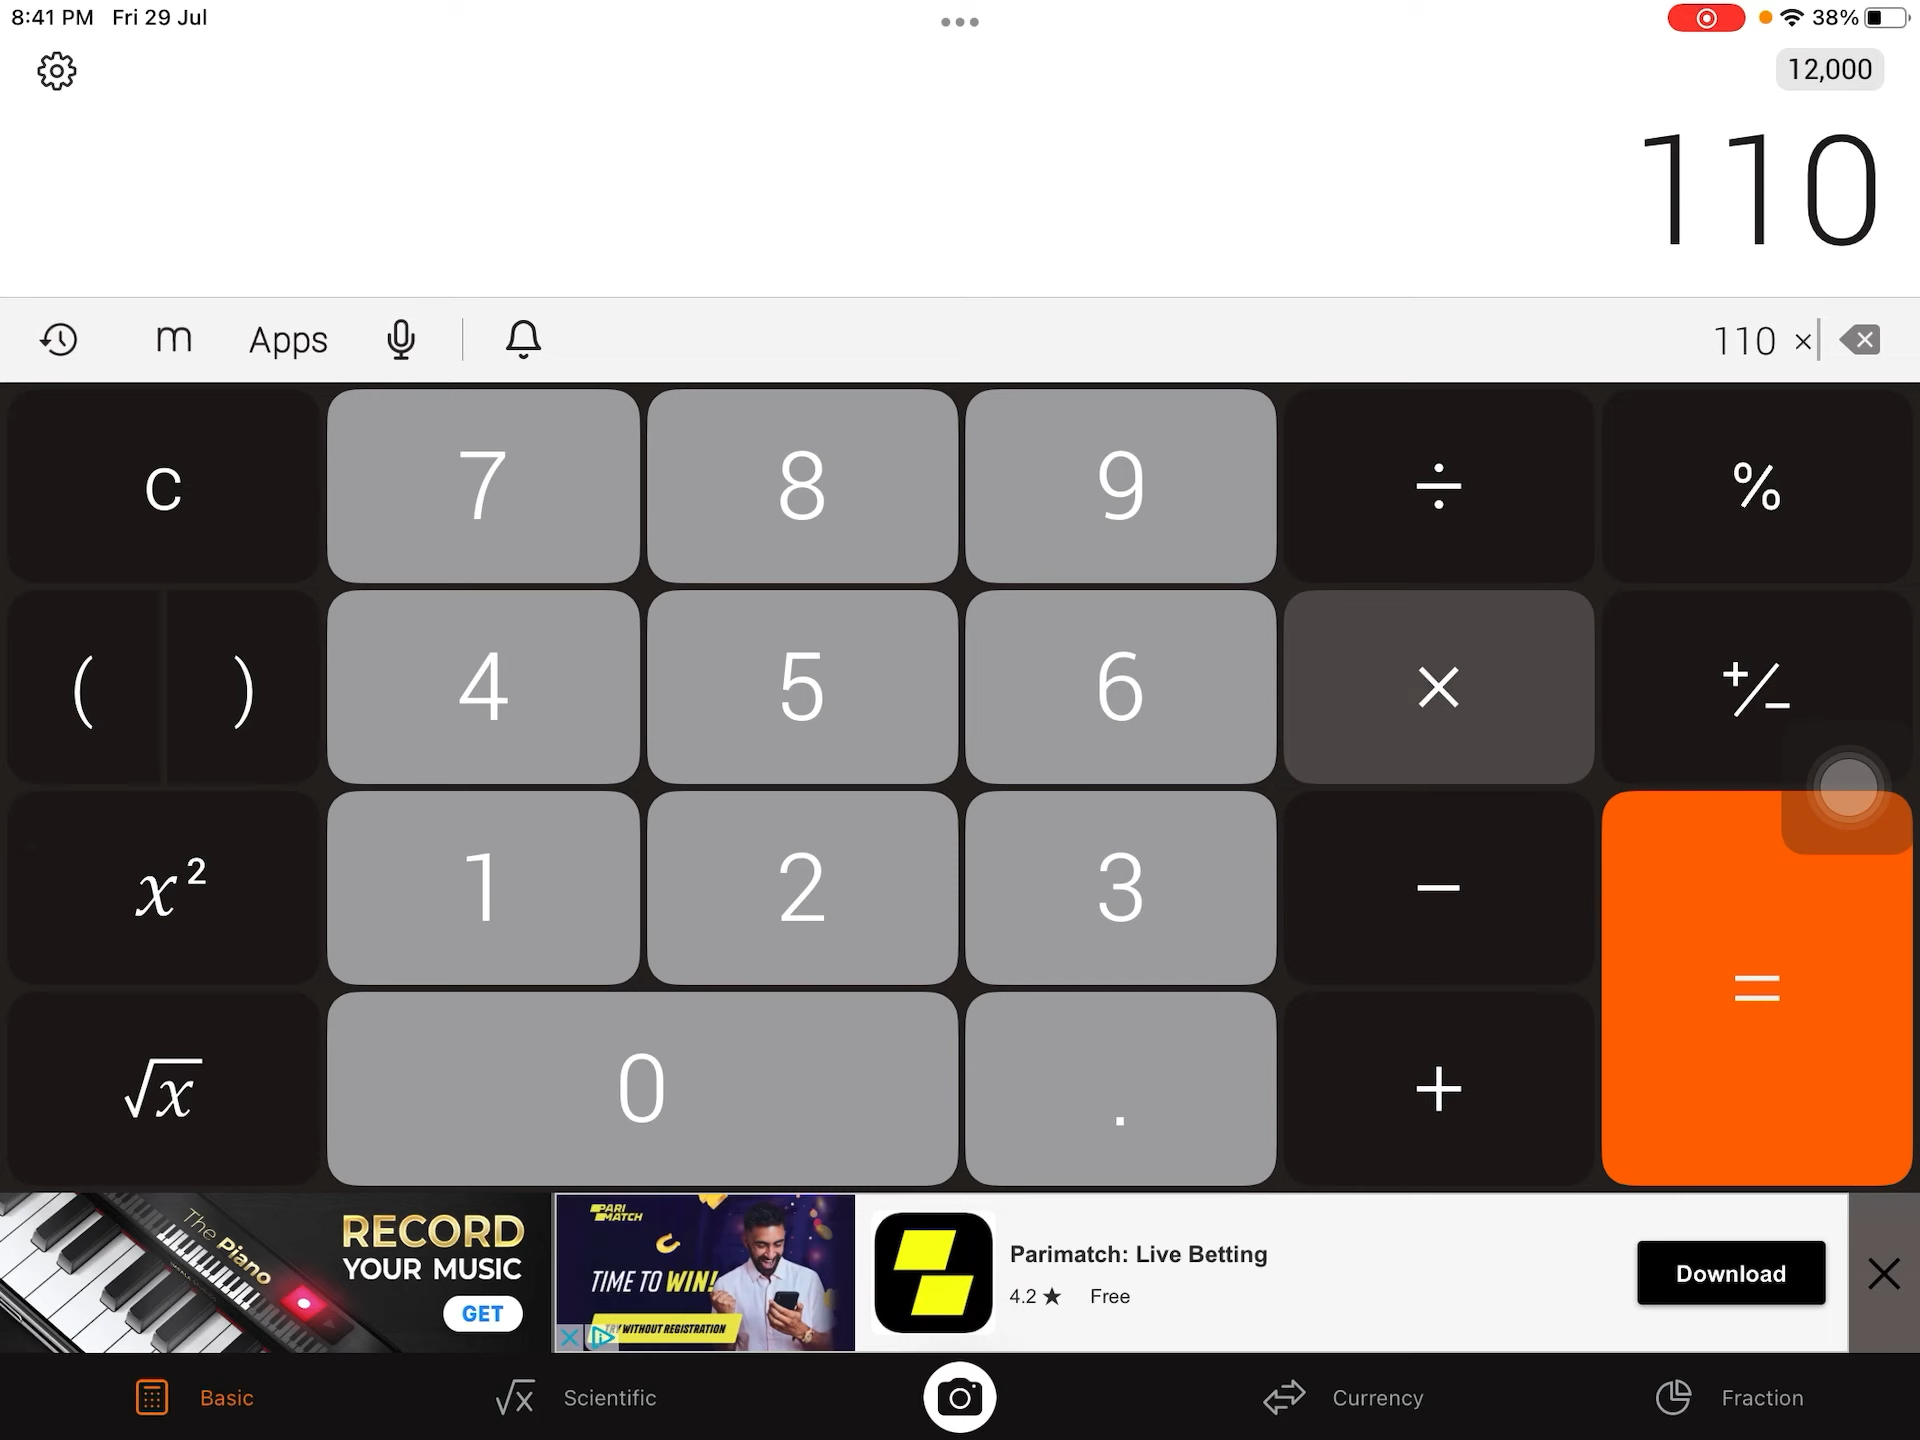 8:41 PM Fri 29 Jul
38%
12,000
110
m Apps
110 ×
C 7 8 9 ÷ %
( ) 4 5 6 × +/−
x² 1 2 3 −
=
√x 0 . +
The Piano
RECORD
YOUR MUSIC
GET
PARI MATCH
TIME TO WIN!
TRY WITHOUT REGISTRATION
Parimatch: Live Betting
4.2 ★ Free
Download
Basic √x Scientific Currency Fraction